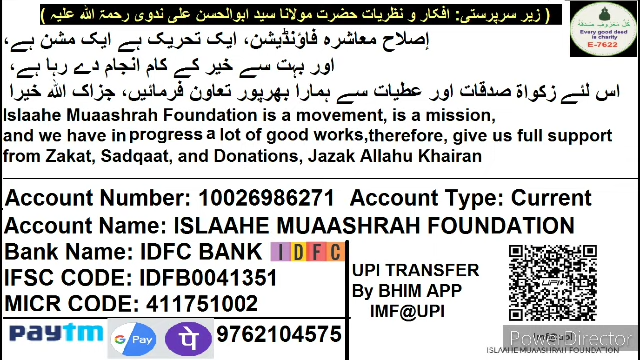 ( زیر سرپرستی: افکار و نظریات حضرت مولانا سید ابوالحسن علی ندوی رحمۃ اللہ علیہ )
Every good deed
is charity
E-7622
إصلاح معاشرہ فاؤنڈیشن، ایک تحریک ہے ایک مشن ہے،
اور بہت سے خیر کے کام انجام دے رہا ہے،
اس لئے زکواۃ صدقات اور عطیات سے ہمارا بھرپور تعاون فرمائیں، جزاک اللہ خیرا
Islaahe Muaashrah Foundation is a movement, is a mission,
and we have in progress a lot of good works,therefore, give us full support
from Zakat, Sadqaat, and Donations, Jazak Allahu Khairan
Account Number: 10026986271 Account Type: Current
Account Name: ISLAAHE MUAASHRAH FOUNDATION
Bank Name: IDFC BANK IDFC
IFSC CODE: IDFB0041351
MICR CODE: 411751002
UPI TRANSFER
By BHIM APP
IMF@UPI
paytm G Pay पे 9762104575
imf@upi
PowerDirector
ISLAAHE MUAASHRAH FOUNDATION